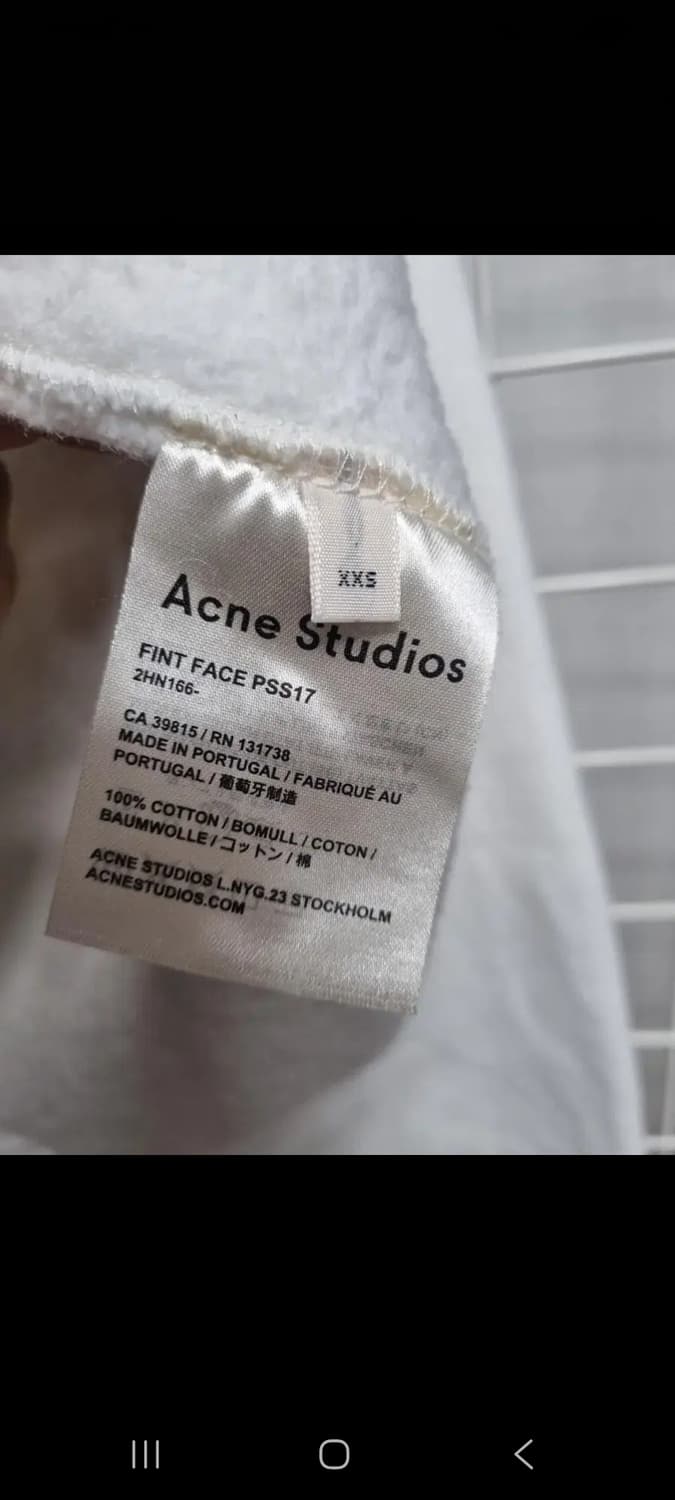 XXS
Acne Studios
FINT FACE PSS17
2HN166-
CA 39815 / RN 131738
MADE IN PORTUGAL / FABRIQUÉ AU
PORTUGAL / 葡萄牙制造
100% COTTON / BOMULL / COTON /
BAUMWOLLE / コットン / 棉
ACNE STUDIOS L.NYG.23 STOCKHOLM
ACNESTUDIOS.COM